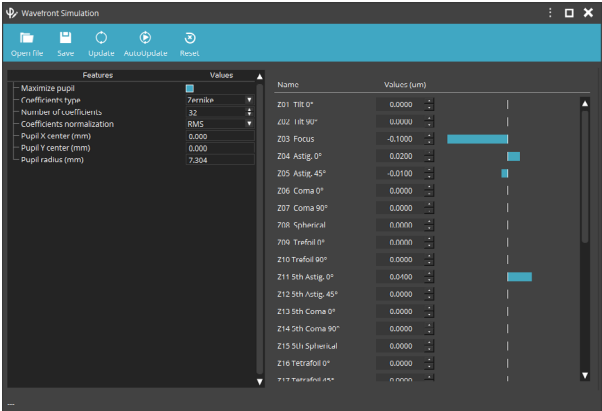 Wavefront Simulation
Open file Save Update AutoUpdate Reset
Features Values
Maximize pupil
Coefficients type Zernike
Number of coefficients 32
Coefficients normalization RMS
Pupil X center (mm) 0.000
Pupil Y center (mm) 0.000
Pupil radius (mm) 7.304
Name Values (um)
Z01 Tilt 0° 0.0000
Z02 Tilt 90° 0.0000
Z03 Focus -0.1000
Z04 Astig. 0° 0.0200
Z05 Astig. 45° -0.0100
Z06 Coma 0° 0.0000
Z07 Coma 90° 0.0000
Z08 Spherical 0.0000
Z09 Trefoil 0° 0.0000
Z10 Trefoil 90° 0.0000
Z11 5th Astig. 0° 0.0400
Z12 5th Astig. 45° 0.0000
Z13 5th Coma 0° 0.0000
Z14 5th Coma 90° 0.0000
Z15 5th Spherical 0.0000
Z16 Tetrafoil 0° 0.0000
Z17 Tetrafoil 45° 0.0000
...